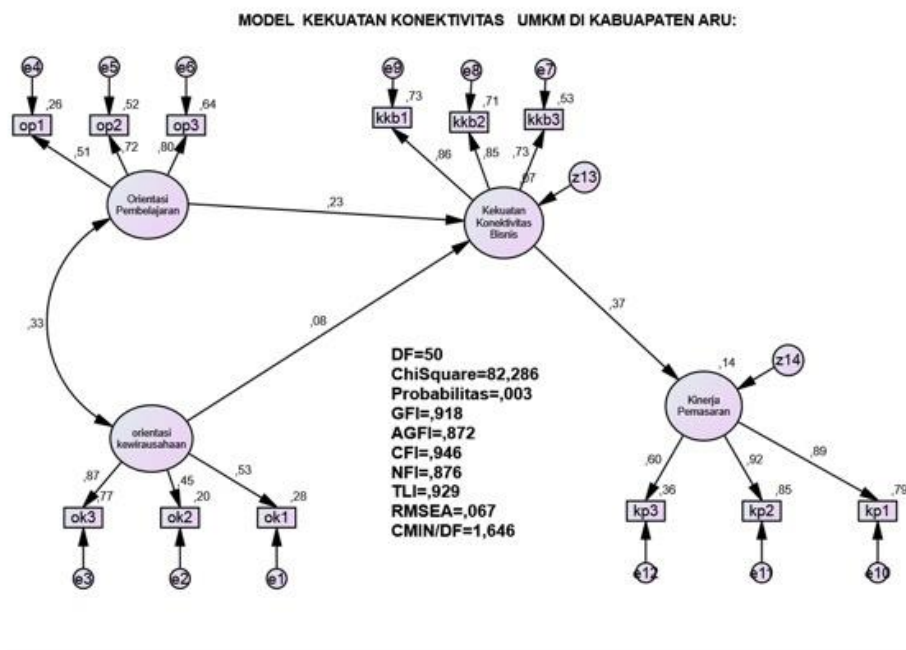 MODEL KEKUATAN KONEKTIVITAS UMKM DI KABUAPATEN ARU:
e4 e5 e6 e9 e8 e7
,26 ,52 ,64 ,73 ,71 ,53
op1 op2 op3 kkb1 kkb2 kkb3
,51 ,72 ,80 ,86 ,85 ,73
,07 z13
Orientasi
Pembelajaran
Kekuatan
Konektivitas
Bisnis
,23
,33
,08
,37
DF=50
ChiSquare=82,286
Probabilitas=,003
GFI=,918
AGFI=,872
CFI=,946
NFI=,876
TLI=,929
RMSEA=,067
CMIN/DF=1,646
,14 z14
Kinerja
Pemasaran
orientasi
kewirausahaan
,87 ,45 ,53 ,60 ,92 ,89
,77 ,20 ,28 ,36 ,85 ,79
ok3 ok2 ok1 kp3 kp2 kp1
e3 e2 e1 e12 e11 e10